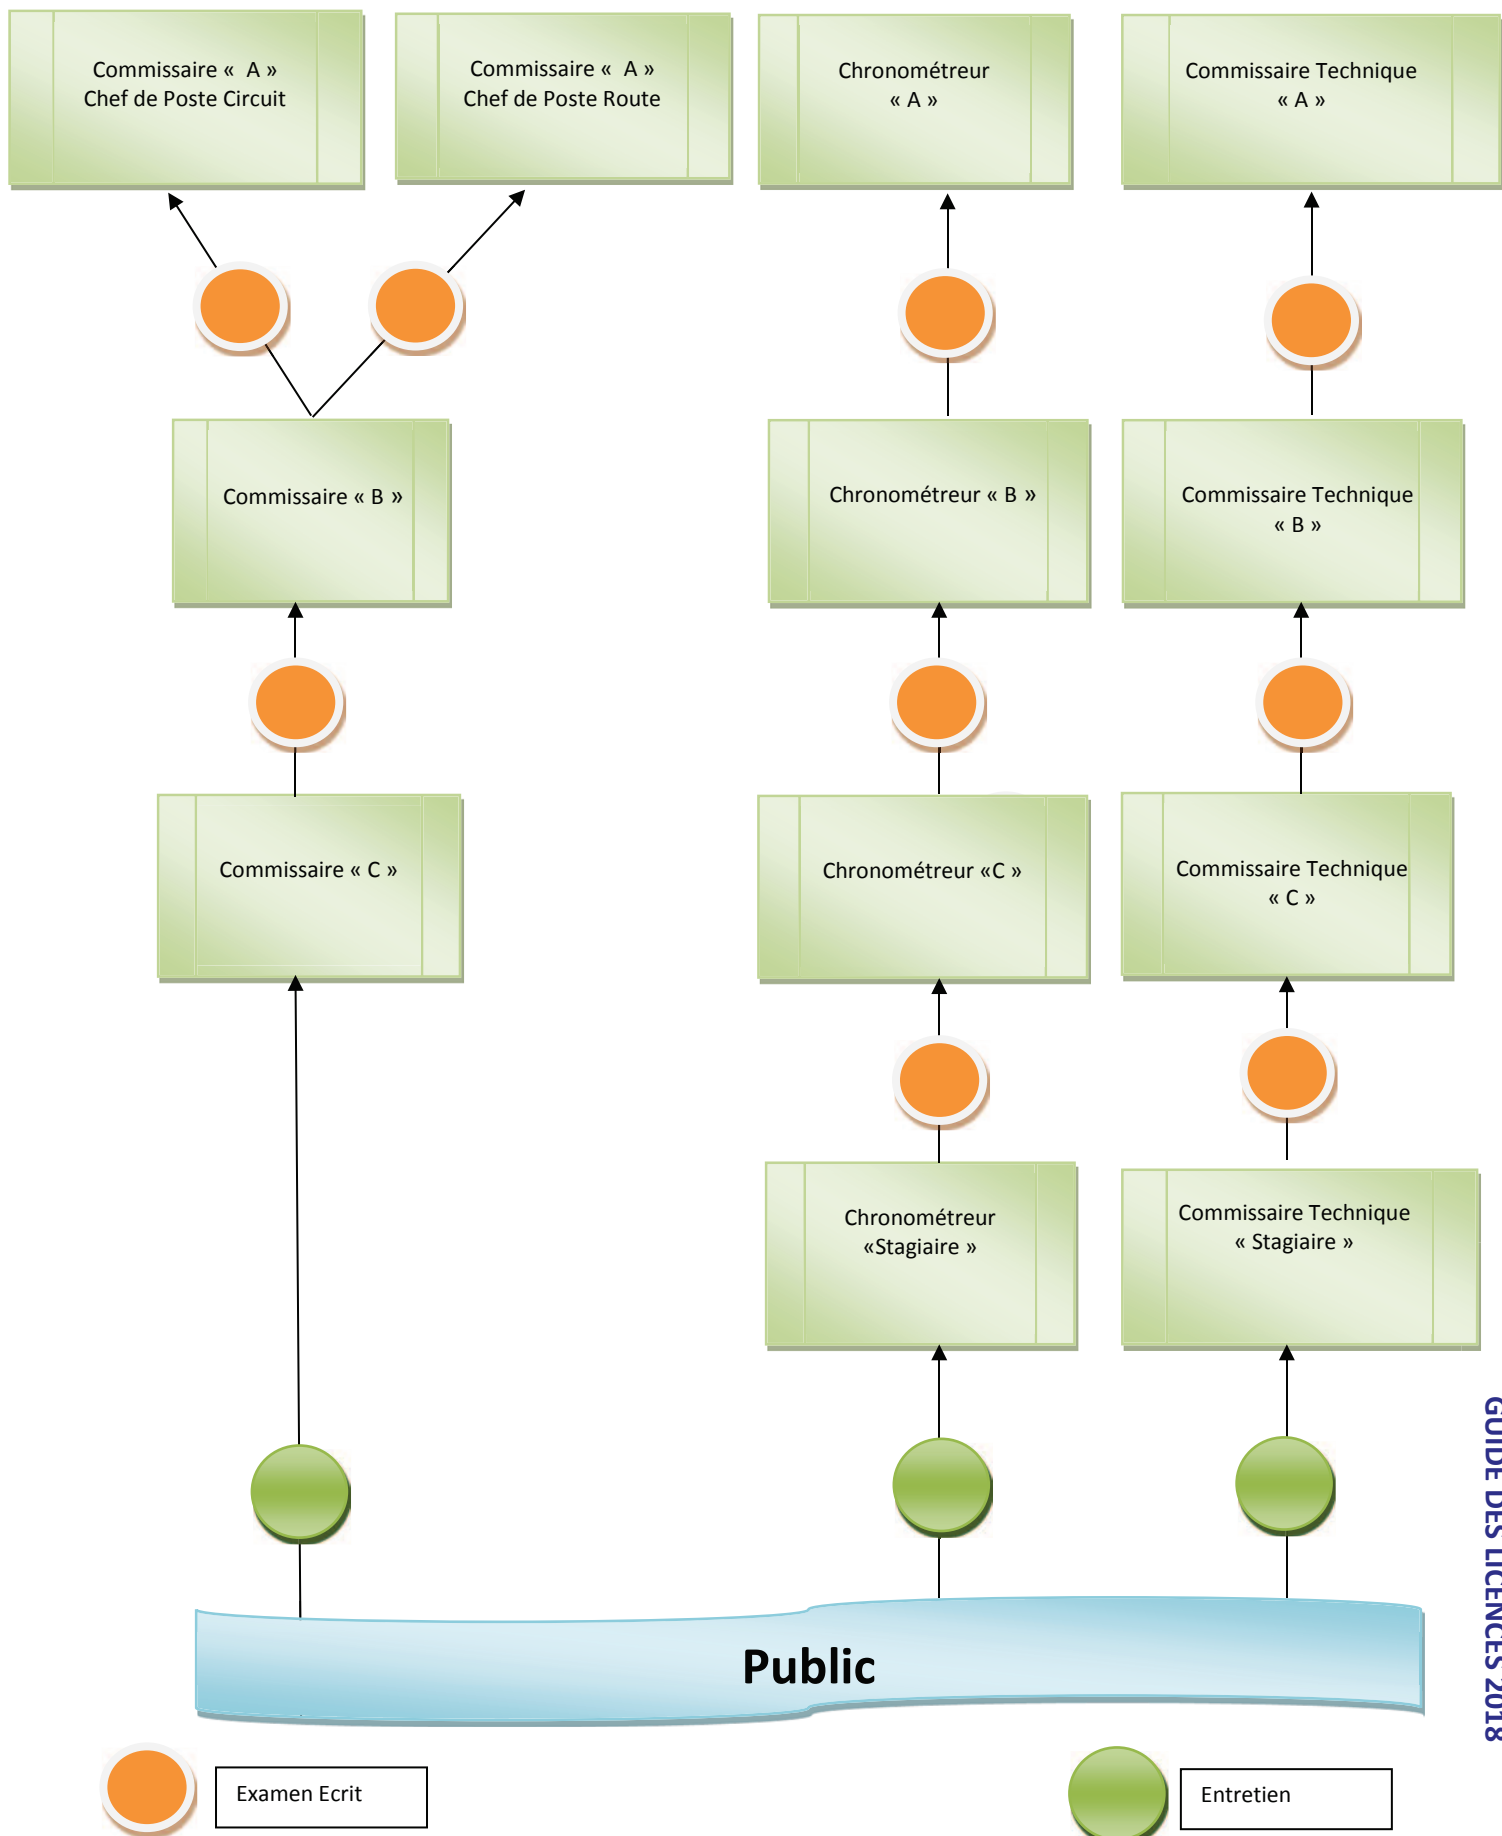 Commissaire « A »
Chef de Poste Circuit
Commissaire « A »
Chef de Poste Route
Chronométreur
« A »
Commissaire Technique
« A »
Commissaire « B »
Chronométreur « B »
Commissaire Technique
« B »
Commissaire « C »
Chronométreur «C »
Commissaire Technique
« C »
Chronométreur
«Stagiaire »
Commissaire Technique
« Stagiaire »
GUIDE DES LICENCES 2018
Public
Examen Ecrit
Entretien